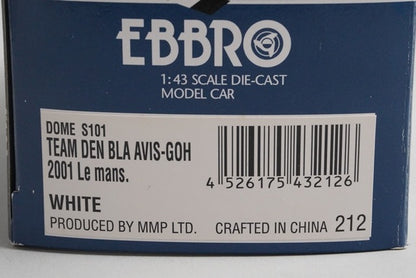 EBBRO
1:43 SCALE DIE-CAST
MODEL CAR
DOME S101
TEAM DEN BLA AVIS-GOH
2001 Le mans.
4 526175 432126
WHITE
PRODUCED BY MMP LTD. CRAFTED IN CHINA 212